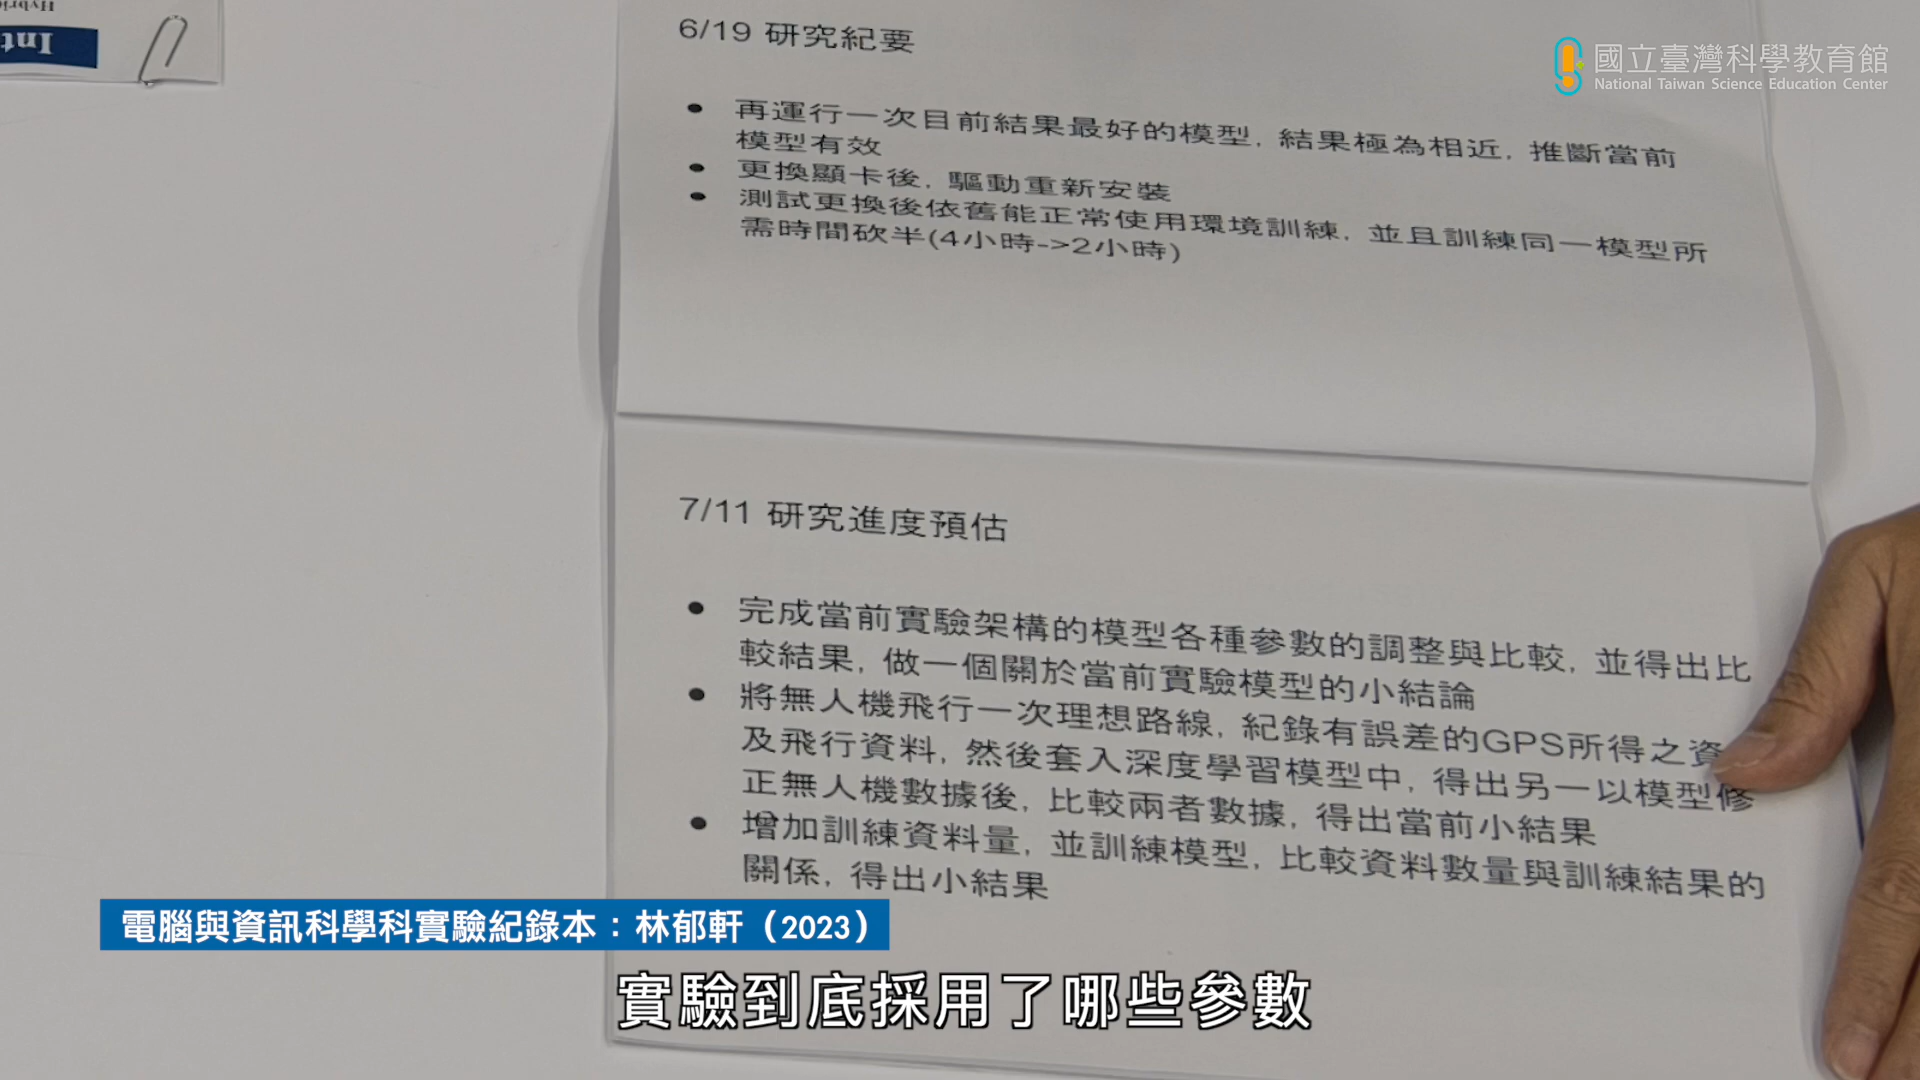 Hybrid
Int
6/19 研究紀要
國立臺灣科學教育館
National Taiwan Science Education Center
● 再運行一次目前結果最好的模型, 結果極為相近, 推斷當前
模型有效
● 更換顯卡後, 驅動重新安裝
● 測試更換後依舊能正常使用環境訓練, 並且訓練同一模型所
需時間砍半(4小時->2小時)
7/11 研究進度預估
● 完成當前實驗架構的模型各種參數的調整與比較, 並得出比
較結果, 做一個關於當前實驗模型的小結論
● 將無人機飛行一次理想路線, 紀錄有誤差的GPS所得之資
及飛行資料, 然後套入深度學習模型中, 得出另一以模型修
正無人機數據後, 比較兩者數據, 得出當前小結果
● 增加訓練資料量, 並訓練模型, 比較資料數量與訓練結果的
關係, 得出小結果
電腦與資訊科學科實驗紀錄本：林郁軒（2023）
實驗到底採用了哪些參數